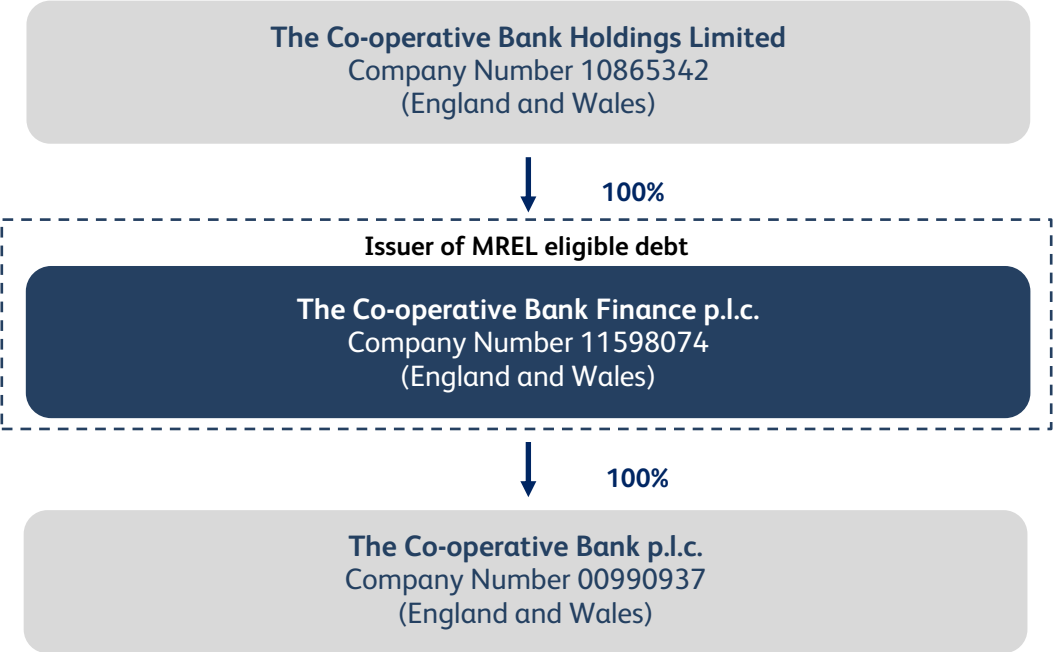 The Co-operative Bank Holdings Limited
Company Number 10865342
(England and Wales)
100%
Issuer of MREL eligible debt
The Co-operative Bank Finance p.l.c.
Company Number 11598074
(England and Wales)
100%
The Co-operative Bank p.l.c.
Company Number 00990937
(England and Wales)